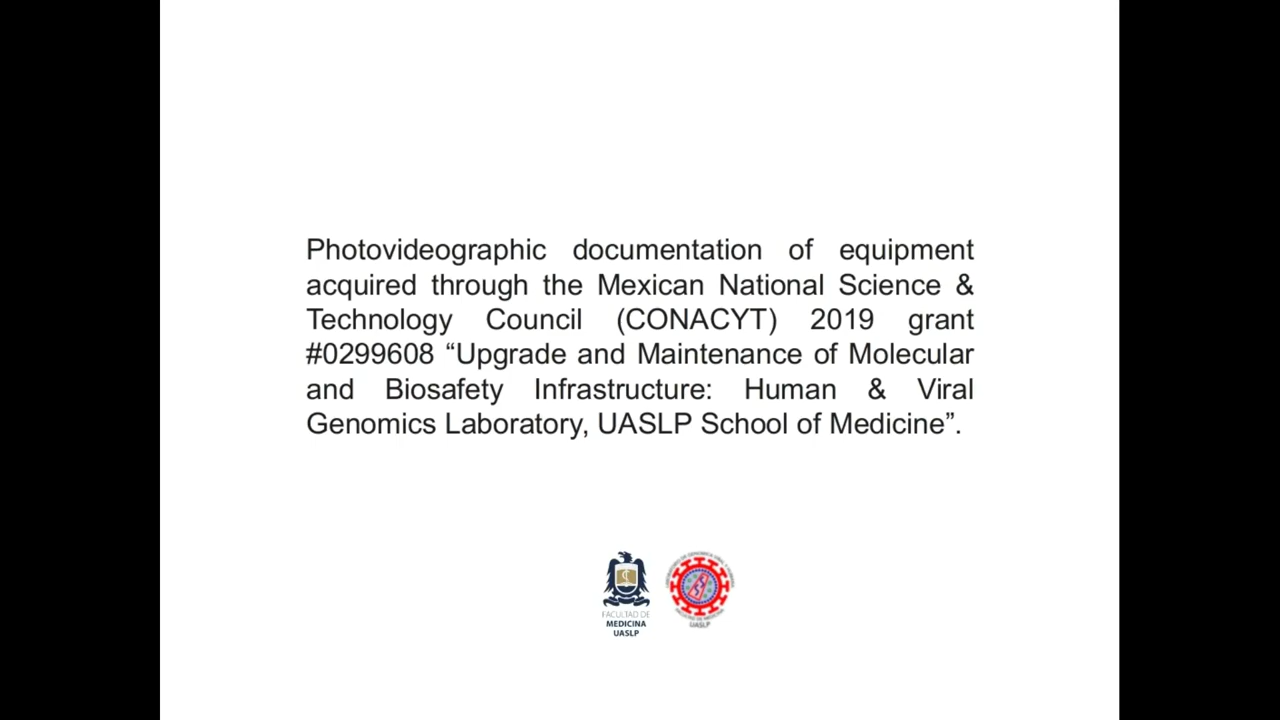 Photovideographic documentation of equipment
acquired through the Mexican National Science &
Technology Council (CONACYT) 2019 grant
#0299608 “Upgrade and Maintenance of Molecular
and Biosafety Infrastructure: Human & Viral
Genomics Laboratory, UASLP School of Medicine”.
FACULTAD DE
MEDICINA
UASLP
UASLP